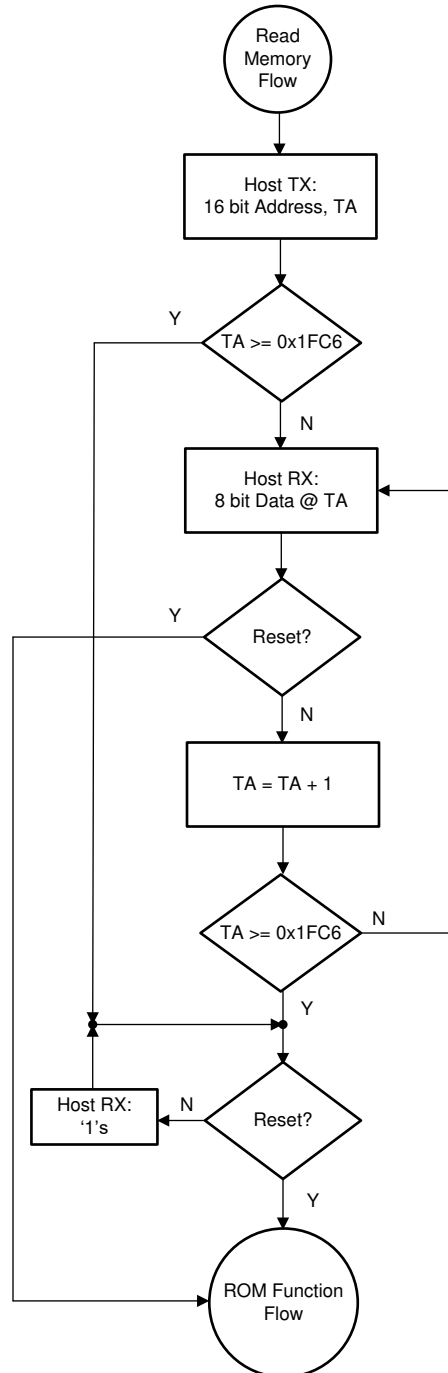 Read
Memory
Flow
Host TX:
16 bit Address, TA
Y
TA >= 0x1FC6
N
Host RX:
8 bit Data @ TA
Y
Reset?
N
TA = TA + 1
TA >= 0x1FC6
N
Y
Host RX:
‘1’s
N
Reset?
Y
ROM Function
Flow